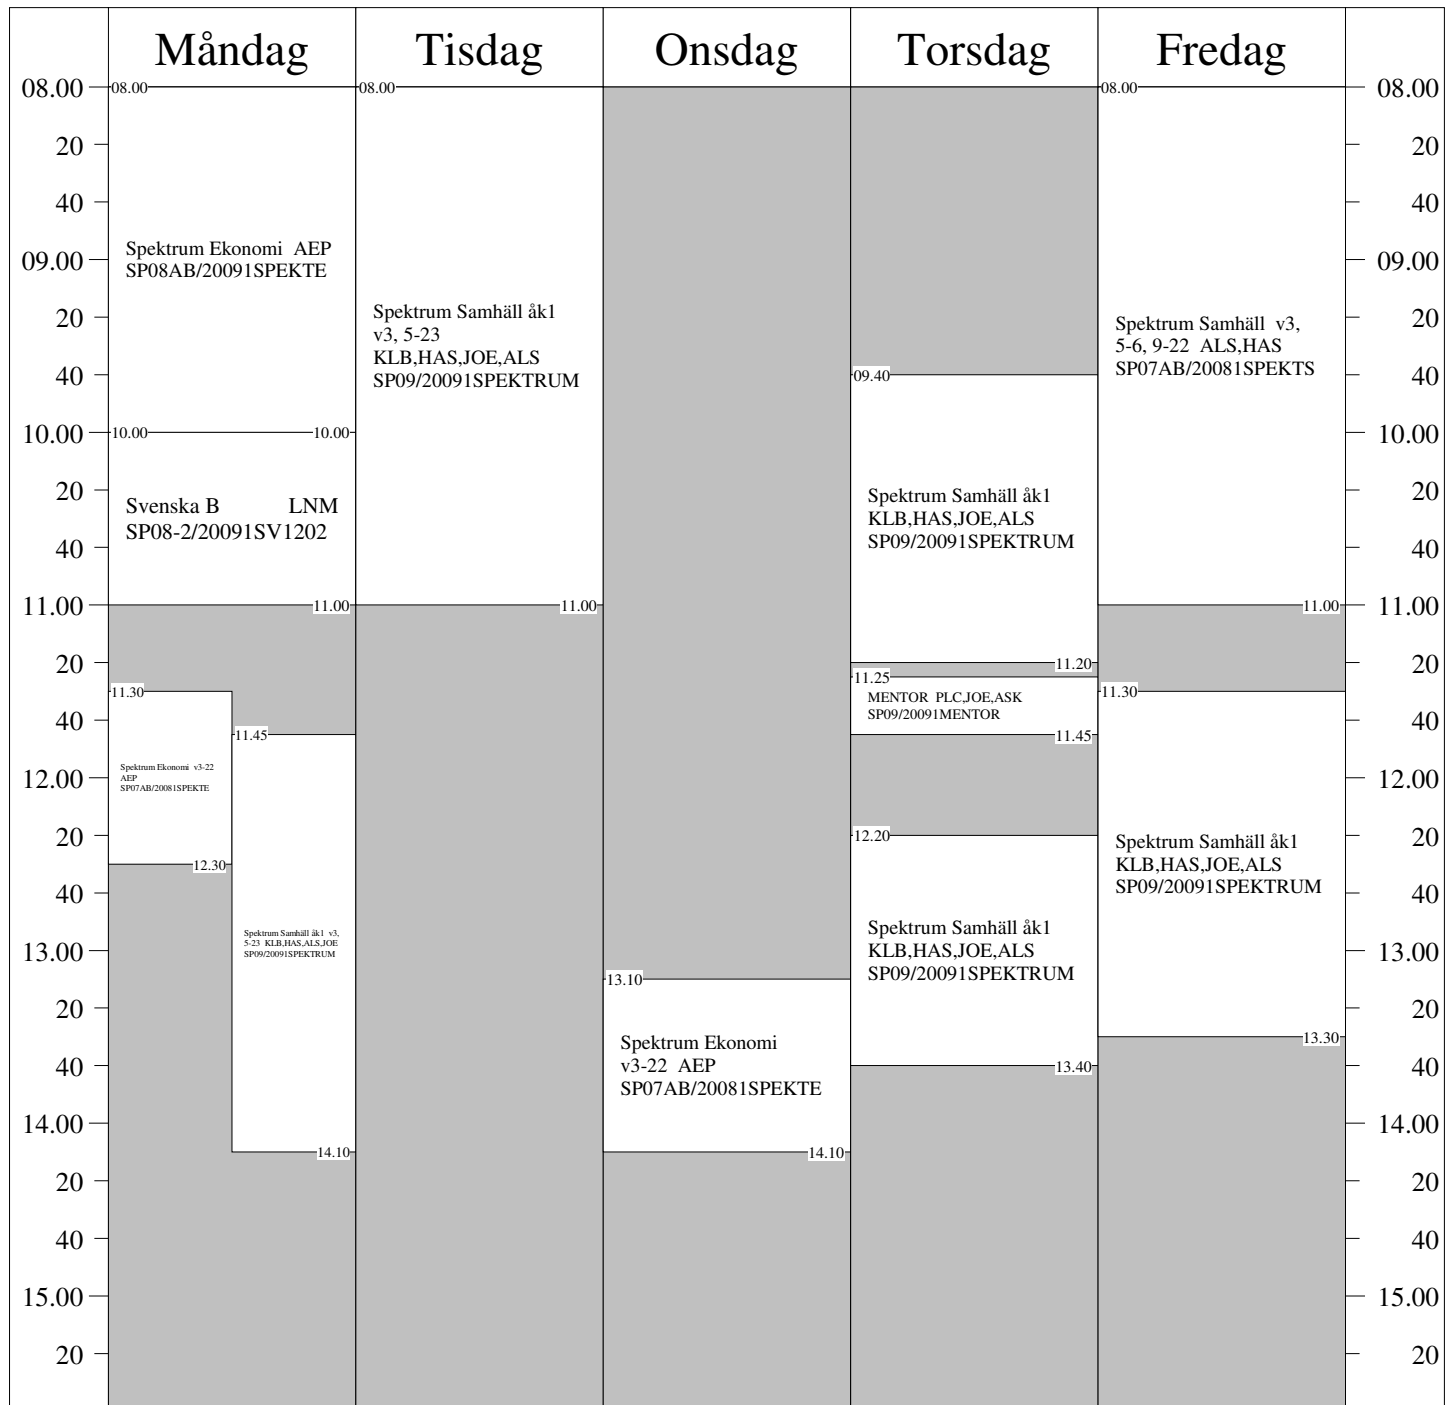 Måndag
Tisdag
Onsdag
Torsdag
Fredag
08.00
20
40
09.00
20
40
10.00
20
40
11.00
20
40
12.00
20
40
13.00
20
40
14.00
20
40
15.00
20
08.00
Spektrum Ekonomi AEP
SP08AB/20091SPEKTE
10.00
10.00
Svenska B LNM
SP08-2/20091SV1202
11.00
11.30
Spektrum Ekonomi v3-22
AEP
SP07AB/20081SPEKTE
12.30
11.45
Spektrum Samhäll åk1 v3,
5-23 KLB,HAS,ALS,JOE
SP09/20091SPEKTRUM
14.10
08.00
Spektrum Samhäll åk1
v3, 5-23
KLB,HAS,JOE,ALS
SP09/20091SPEKTRUM
11.00
13.10
Spektrum Ekonomi
v3-22 AEP
SP07AB/20081SPEKTE
14.10
09.40
Spektrum Samhäll åk1
KLB,HAS,JOE,ALS
SP09/20091SPEKTRUM
11.20
11.25
MENTOR PLC,JOE,ASK
SP09/20091MENTOR
11.45
12.20
Spektrum Samhäll åk1
KLB,HAS,JOE,ALS
SP09/20091SPEKTRUM
13.40
08.00
Spektrum Samhäll v3,
5-6, 9-22 ALS,HAS
SP07AB/20081SPEKTS
11.00
11.30
Spektrum Samhäll åk1
KLB,HAS,JOE,ALS
SP09/20091SPEKTRUM
13.30
08.00
20
40
09.00
20
40
10.00
20
40
11.00
20
40
12.00
20
40
13.00
20
40
14.00
20
40
15.00
20